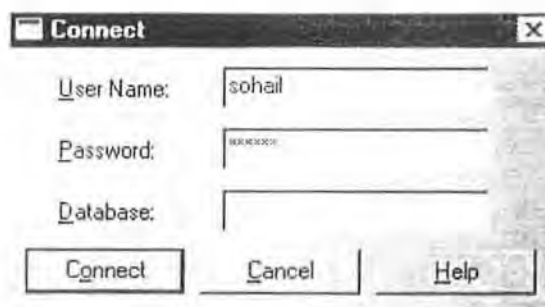 Connect
User Name: sohail
Password: ******
Database:
Connect Cancel Help